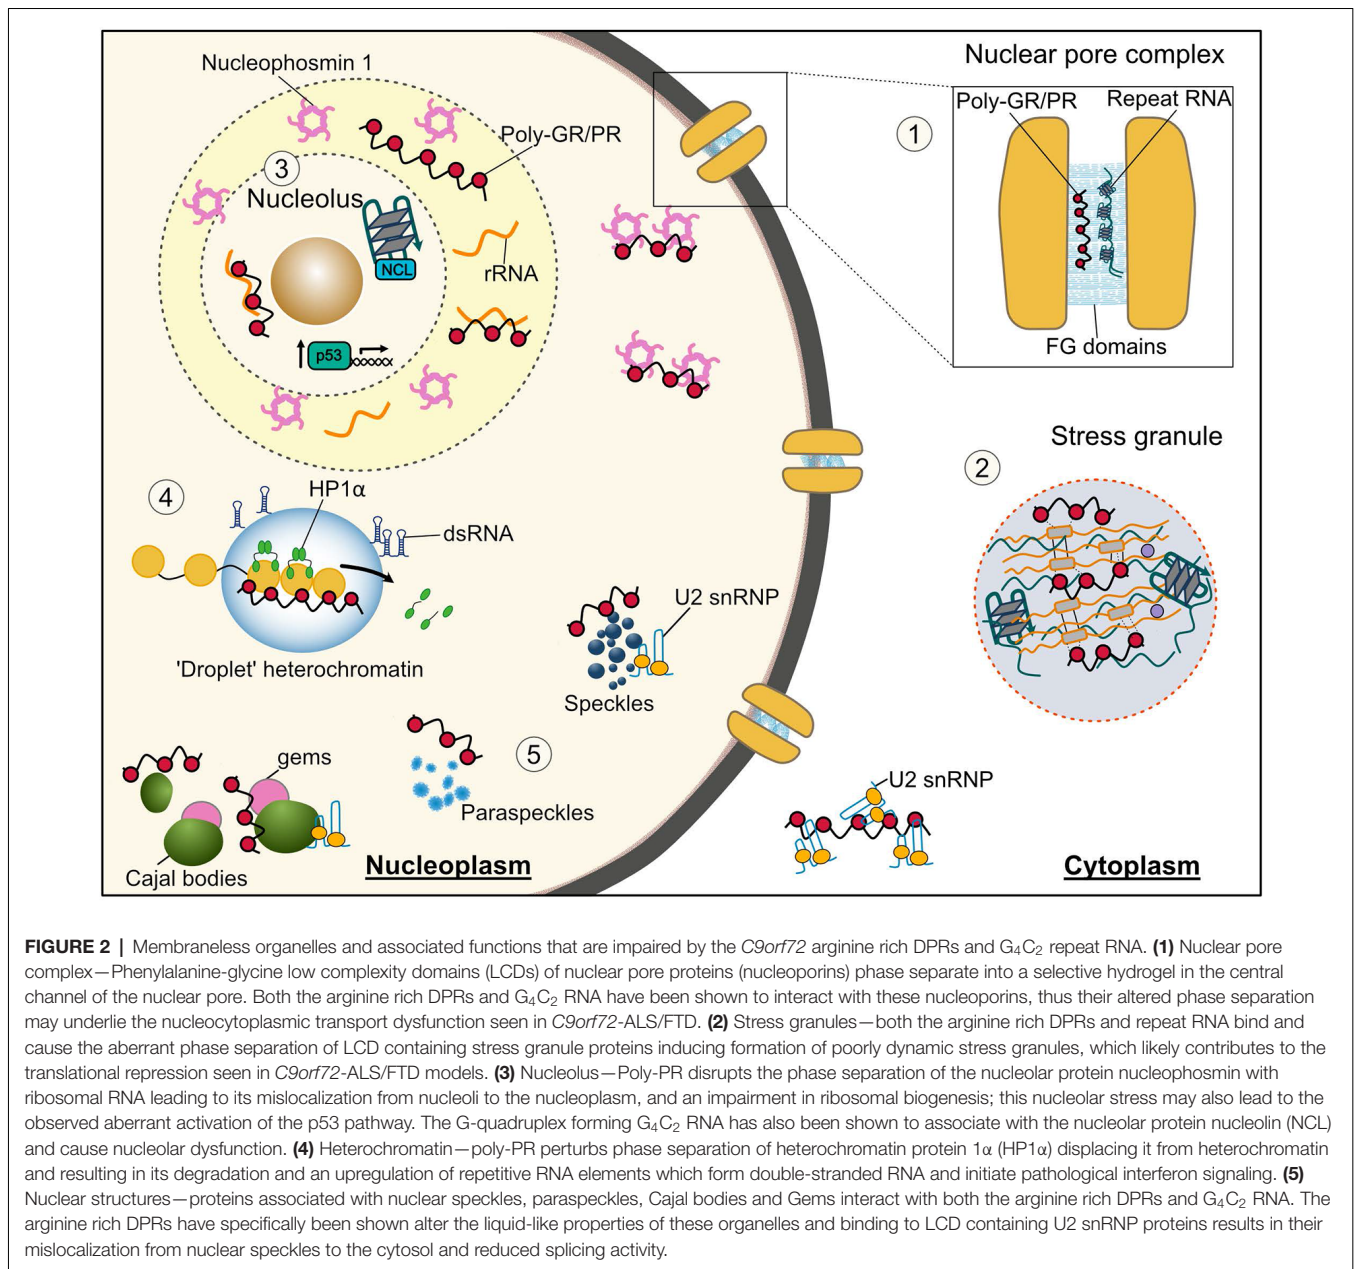 Nucleophosmin 1
Poly-GR/PR
3
Nucleolus
NCL
rRNA
p53
Nuclear pore complex
1
Poly-GR/PR
Repeat RNA
FG domains
Stress granule
2
4
HP1α
dsRNA
'Droplet' heterochromatin
U2 snRNP
Speckles
5
Paraspeckles
gems
Cajal bodies
Nucleoplasm
U2 snRNP
Cytoplasm
FIGURE 2 | Membraneless organelles and associated functions that are impaired by the C9orf72 arginine rich DPRs and G₄C₂ repeat RNA. (1) Nuclear pore
complex—Phenylalanine-glycine low complexity domains (LCDs) of nuclear pore proteins (nucleoporins) phase separate into a selective hydrogel in the central
channel of the nuclear pore. Both the arginine rich DPRs and G₄C₂ RNA have been shown to interact with these nucleoporins, thus their altered phase separation
may underlie the nucleocytoplasmic transport dysfunction seen in C9orf72-ALS/FTD. (2) Stress granules—both the arginine rich DPRs and repeat RNA bind and
cause the aberrant phase separation of LCD containing stress granule proteins inducing formation of poorly dynamic stress granules, which likely contributes to the
translational repression seen in C9orf72-ALS/FTD models. (3) Nucleolus—Poly-PR disrupts the phase separation of the nucleolar protein nucleophosmin with
ribosomal RNA leading to its mislocalization from nucleoli to the nucleoplasm, and an impairment in ribosomal biogenesis; this nucleolar stress may also lead to the
observed aberrant activation of the p53 pathway. The G-quadruplex forming G₄C₂ RNA has also been shown to associate with the nucleolar protein nucleolin (NCL)
and cause nucleolar dysfunction. (4) Heterochromatin—poly-PR perturbs phase separation of heterochromatin protein 1α (HP1α) displacing it from heterochromatin
and resulting in its degradation and an upregulation of repetitive RNA elements which form double-stranded RNA and initiate pathological interferon signaling. (5)
Nuclear structures—proteins associated with nuclear speckles, paraspeckles, Cajal bodies and Gems interact with both the arginine rich DPRs and G₄C₂ RNA. The
arginine rich DPRs have specifically been shown alter the liquid-like properties of these organelles and binding to LCD containing U2 snRNP proteins results in their
mislocalization from nuclear speckles to the cytosol and reduced splicing activity.